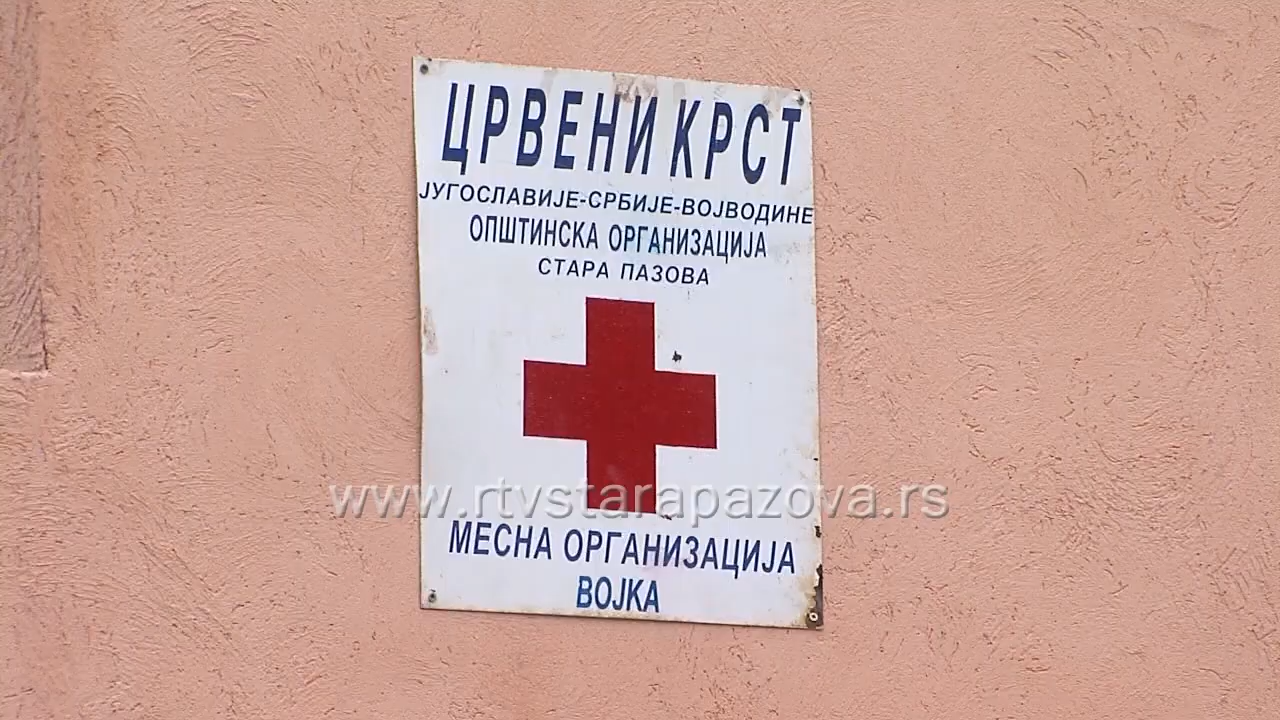 ЦРВЕНИ КРСТ
ЈУГОСЛАВИЈЕ-СРБИЈЕ-ВОЈВОДИНЕ
ОПШТИНСКА ОРГАНИЗАЦИЈА
СТАРА ПАЗОВА
www.rtvstarapazova.rs
МЕСНА ОРГАНИЗАЦИЈА
ВОЈКА